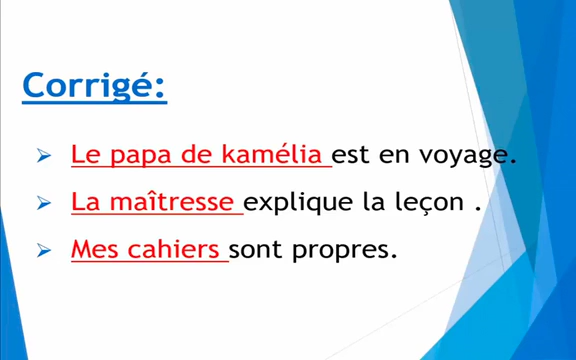 Corrigé:
Le papa de kamélia est en voyage.
La maîtresse explique la leçon .
Mes cahiers sont propres.